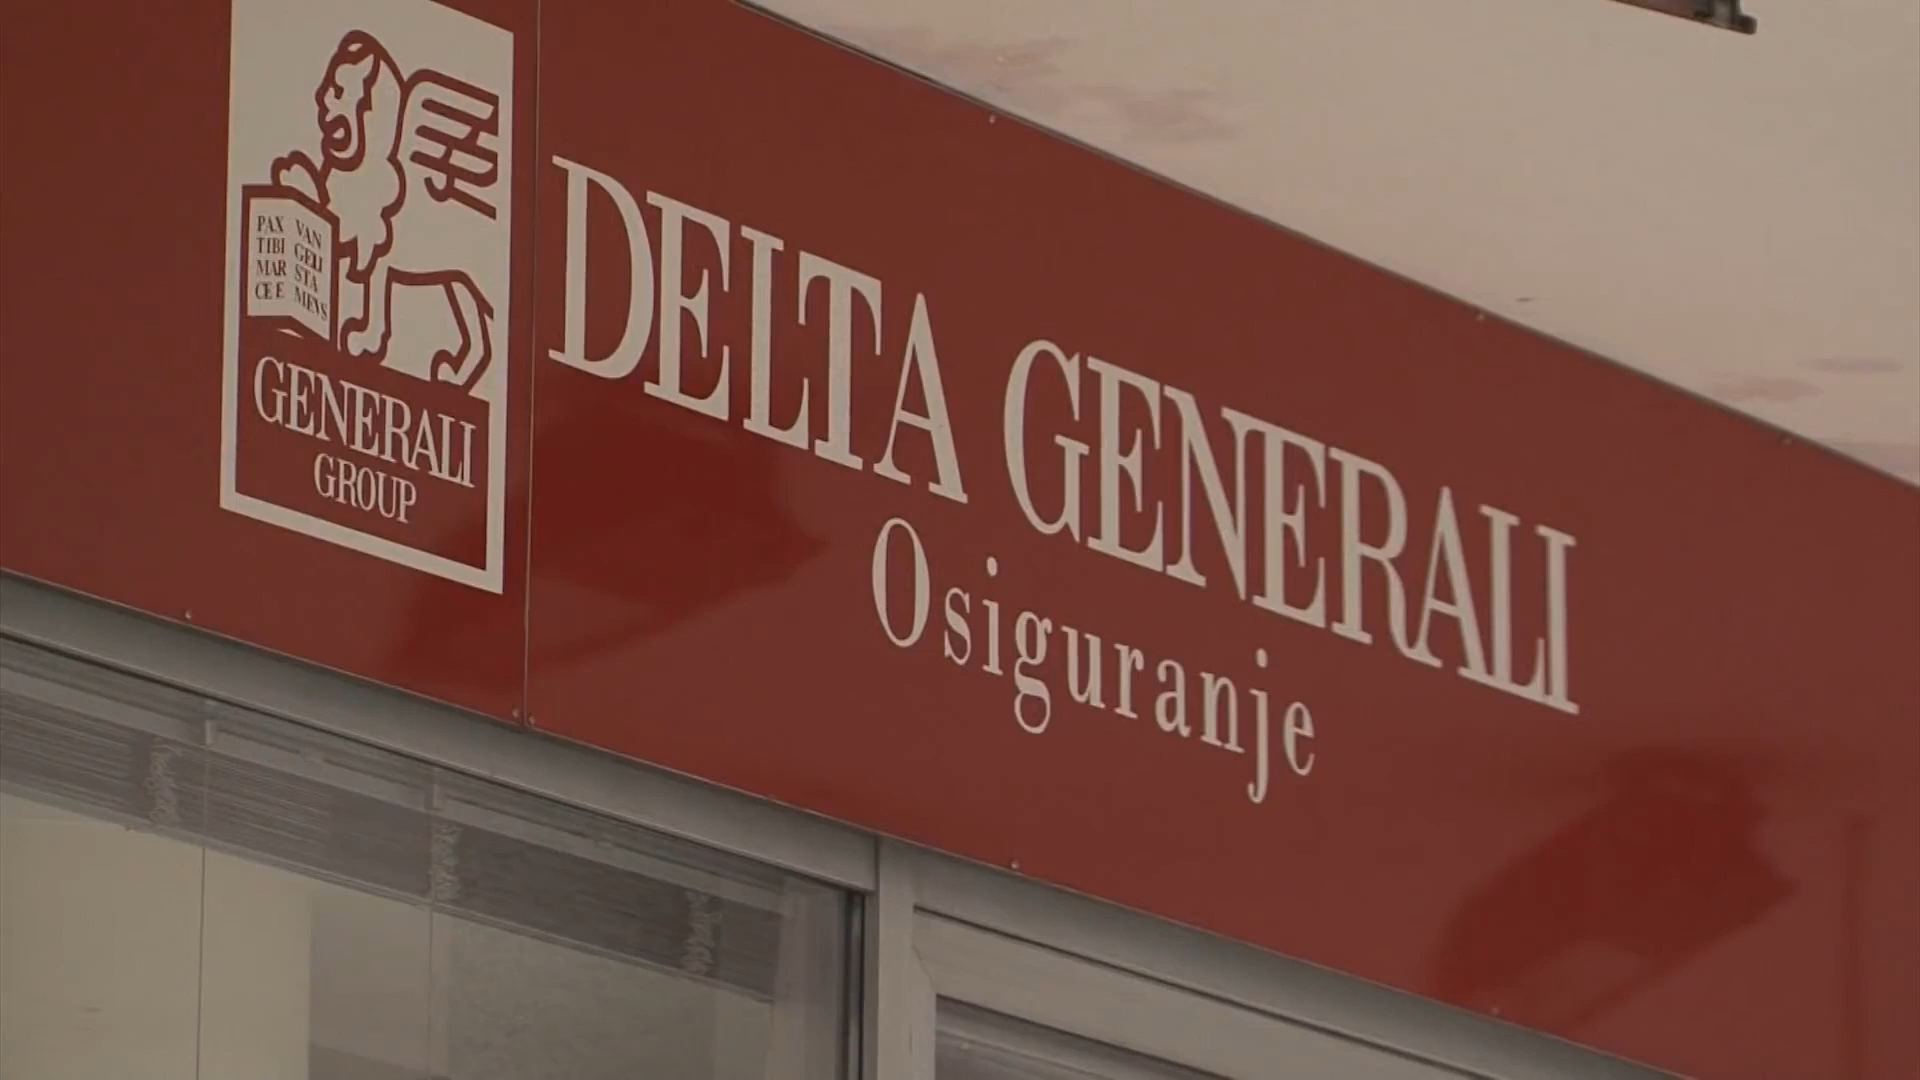 PAX VAN
TIBI GELI
MAR STA
CE E MEVS
GENERALI
GROUP
DELTA GENERALI
Osiguranje